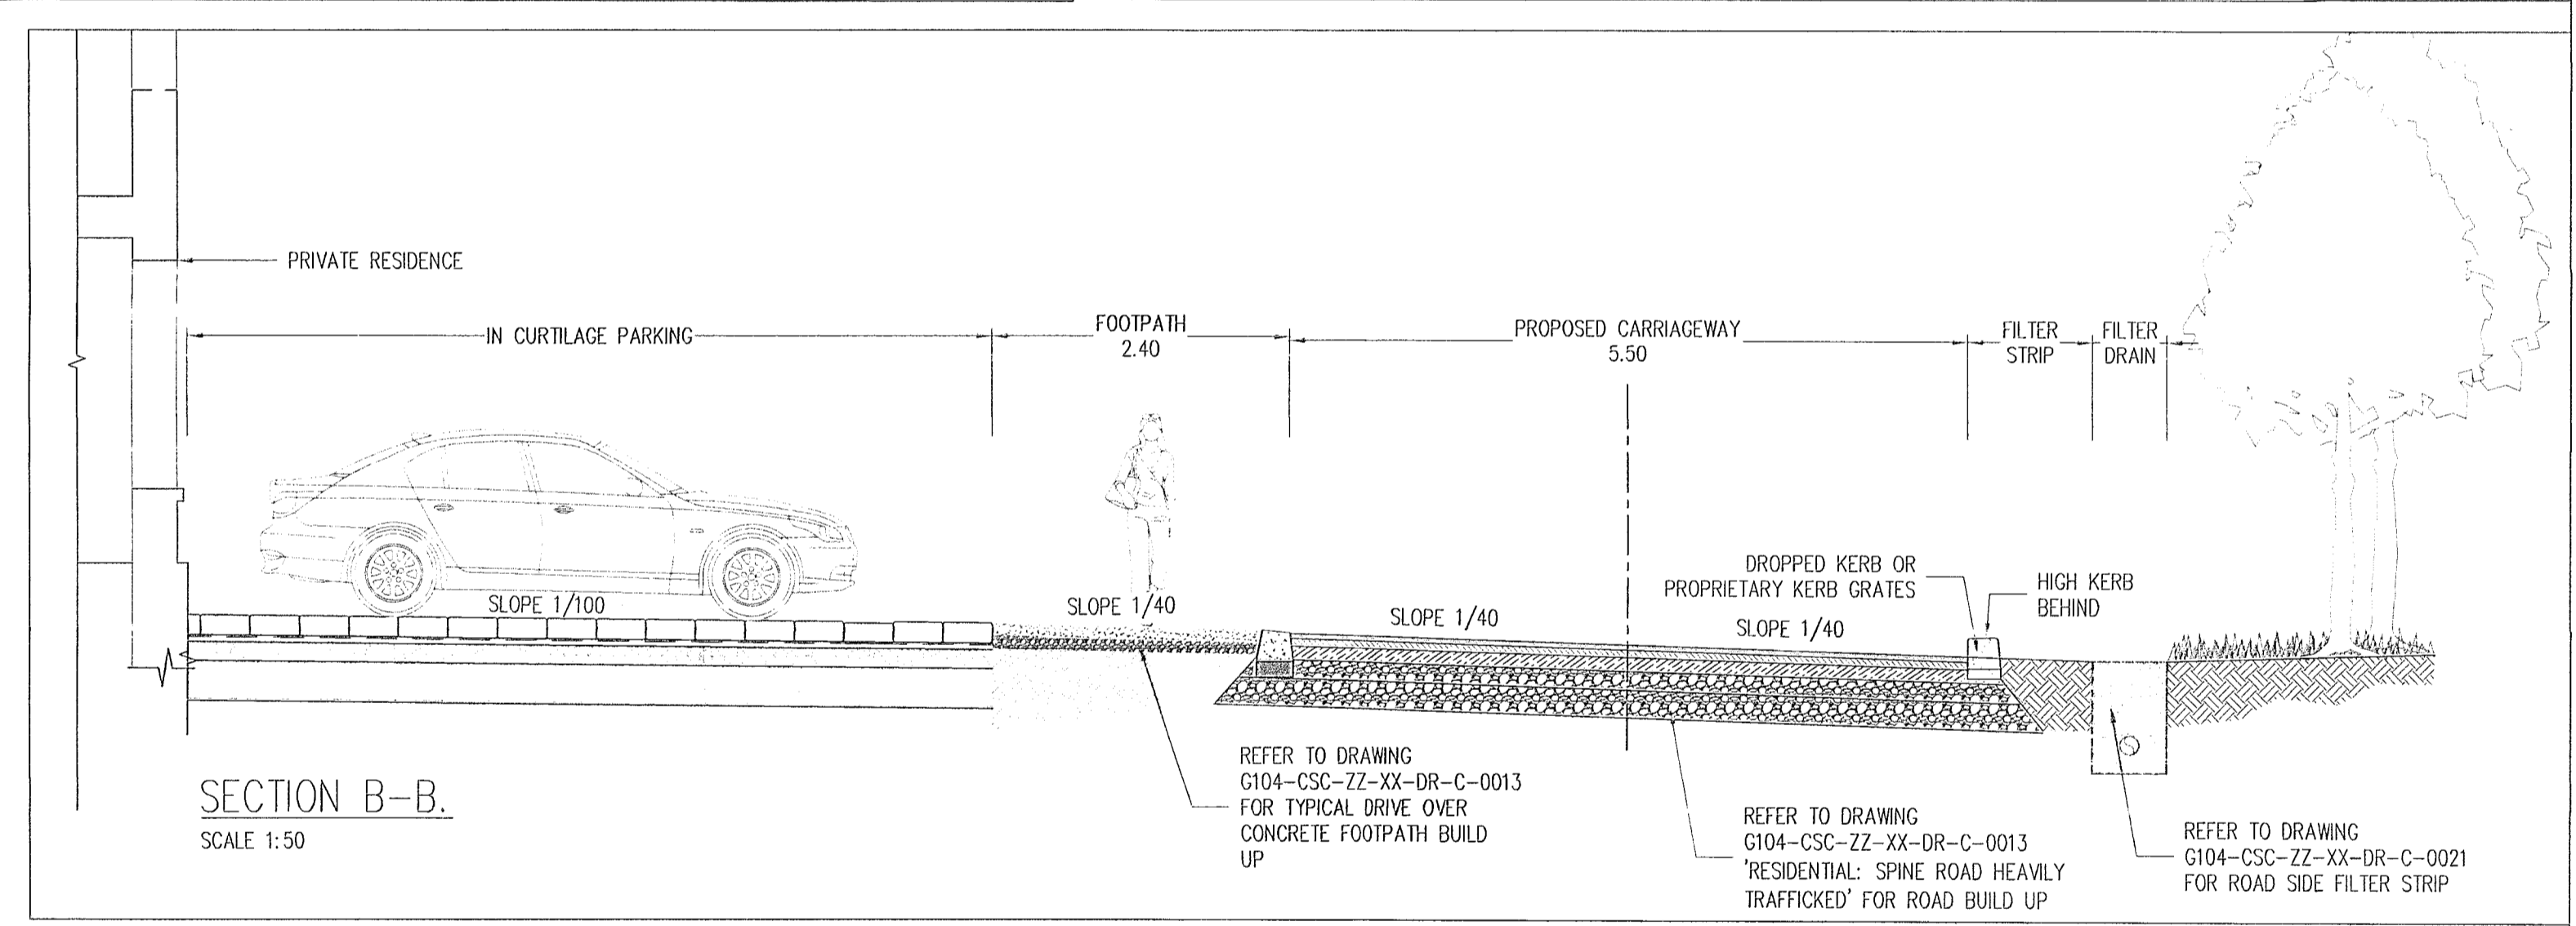 PRIVATE RESIDENCE
IN CURTILAGE PARKING
FOOTPATH
2.40
PROPOSED CARRIAGEWAY
5.50
FILTER
STRIP
FILTER
DRAIN
SLOPE 1/100
SLOPE 1/40
SLOPE 1/40
SLOPE 1/40
DROPPED KERB OR
PROPRIETARY KERB GRATES
HIGH KERB
BEHIND
SECTION B-B.
SCALE 1:50
REFER TO DRAWING
G104-CSC-ZZ-XX-DR-C-0013
FOR TYPICAL DRIVE OVER
CONCRETE FOOTPATH BUILD
UP
REFER TO DRAWING
G104-CSC-ZZ-XX-DR-C-0013
'RESIDENTIAL: SPINE ROAD HEAVILY
TRAFFICKED' FOR ROAD BUILD UP
REFER TO DRAWING
G104-CSC-ZZ-XX-DR-C-0021
FOR ROAD SIDE FILTER STRIP
S